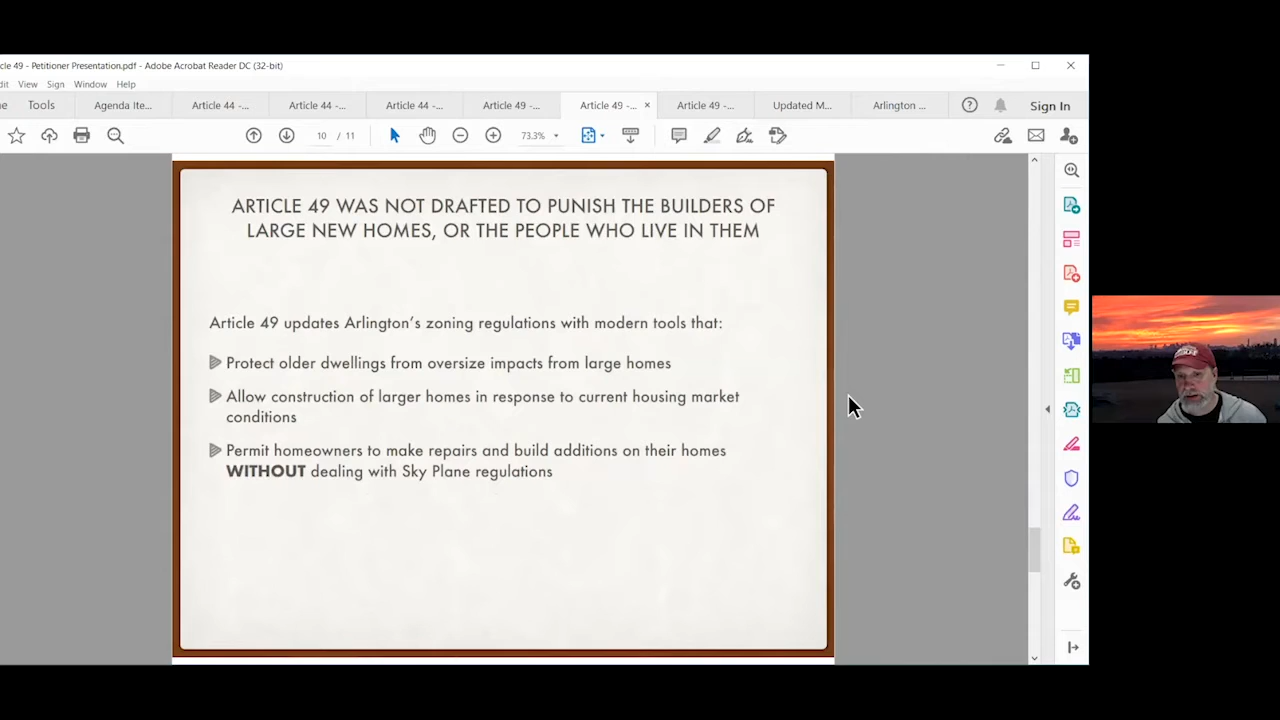 cle 49 - Petitioner Presentation.pdf - Adobe Acrobat Reader DC (32-bit)
dit View Sign Window Help
ne Tools Agenda Ite... Article 44 -... Article 44 -... Article 44 -... Article 49 -... Article 49 -... × Article 49 -... Updated M... Arlington ... Sign In
10 / 11 73.3%
ARTICLE 49 WAS NOT DRAFTED TO PUNISH THE BUILDERS OF
LARGE NEW HOMES, OR THE PEOPLE WHO LIVE IN THEM
Article 49 updates Arlington’s zoning regulations with modern tools that:
Protect older dwellings from oversize impacts from large homes
Allow construction of larger homes in response to current housing market
conditions
Permit homeowners to make repairs and build additions on their homes
WITHOUT dealing with Sky Plane regulations